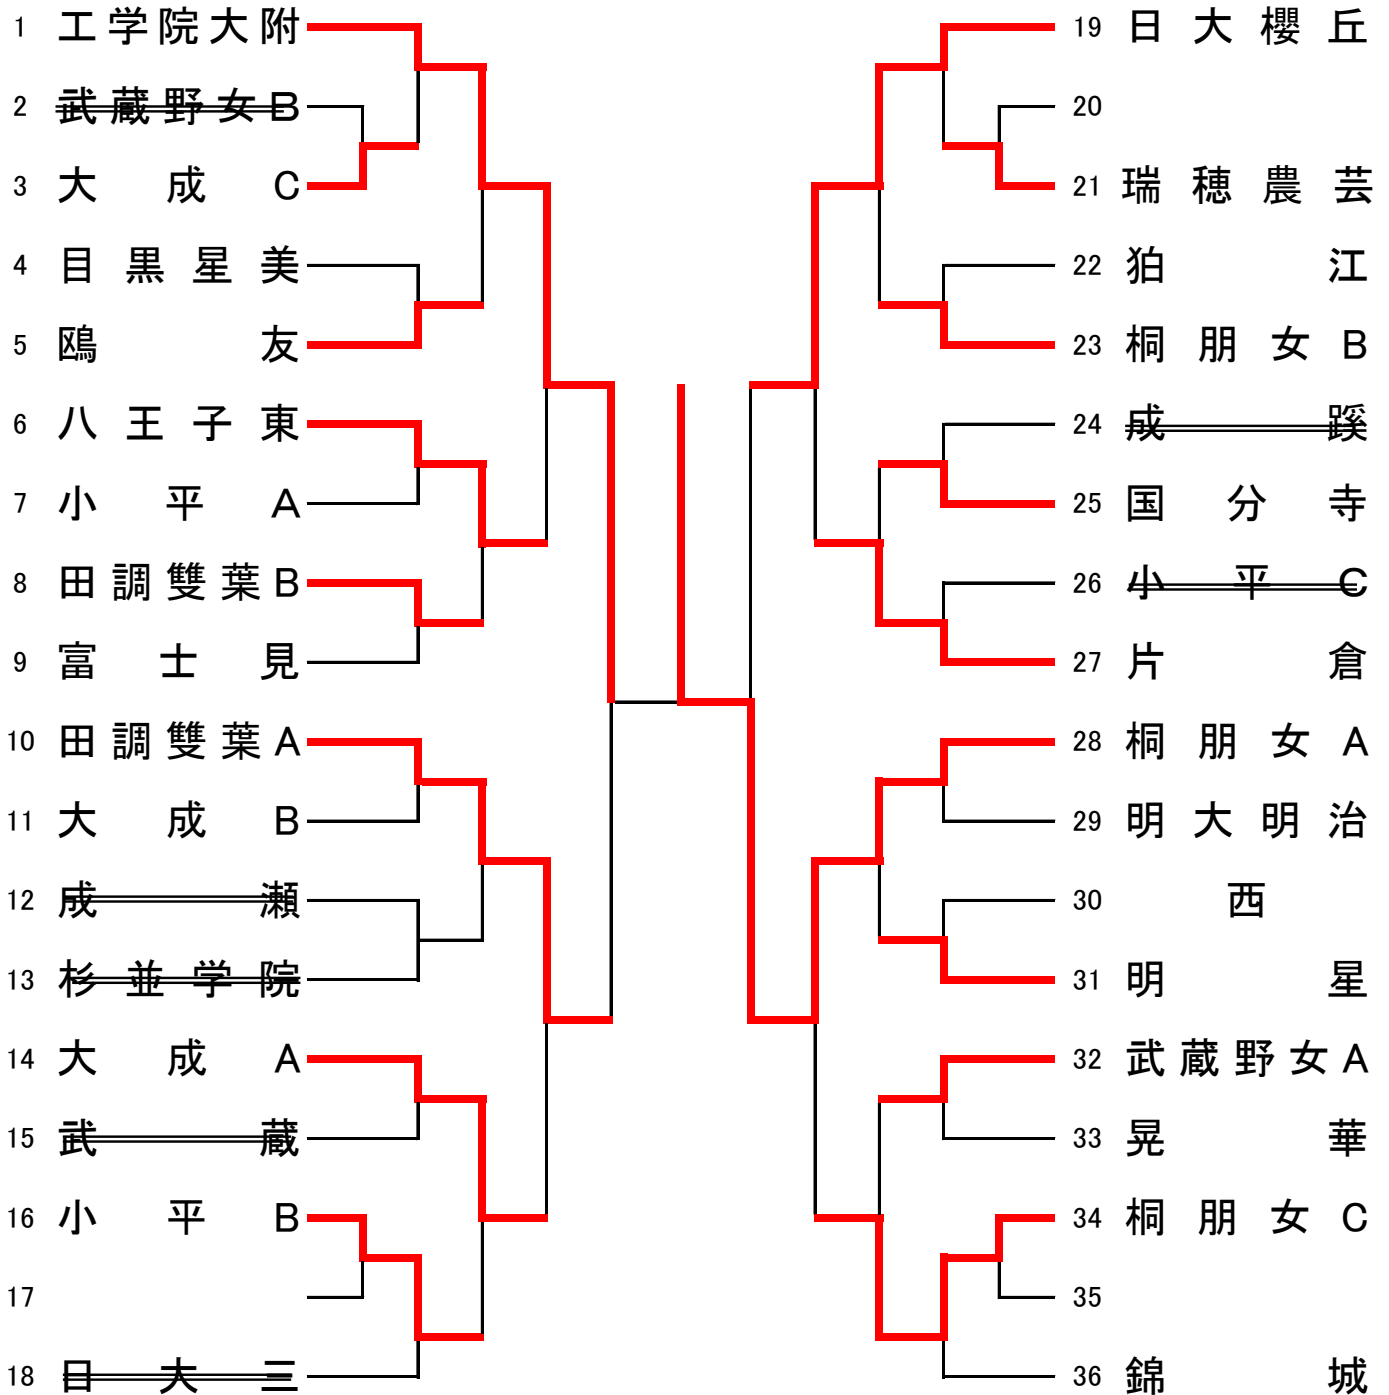 1 工学院大附
2 武蔵野女B
3 大成C
4 目黒星美
5 鴎友
6 八王子東
7 小平A
8 田調雙葉B
9 富士見
10 田調雙葉A
11 大成B
12 成瀬
13 杉並学院
14 大成A
15 武蔵
16 小平B
17
18 日大三
19 日大櫻丘
20
21 瑞穂農芸
22 狛江
23 桐朋女B
24 成蹊
25 国分寺
26 小平C
27 片倉
28 桐朋女A
29 明大明治
30 西
31 明星
32 武蔵野女A
33 晃華
34 桐朋女C
35
36 錦城